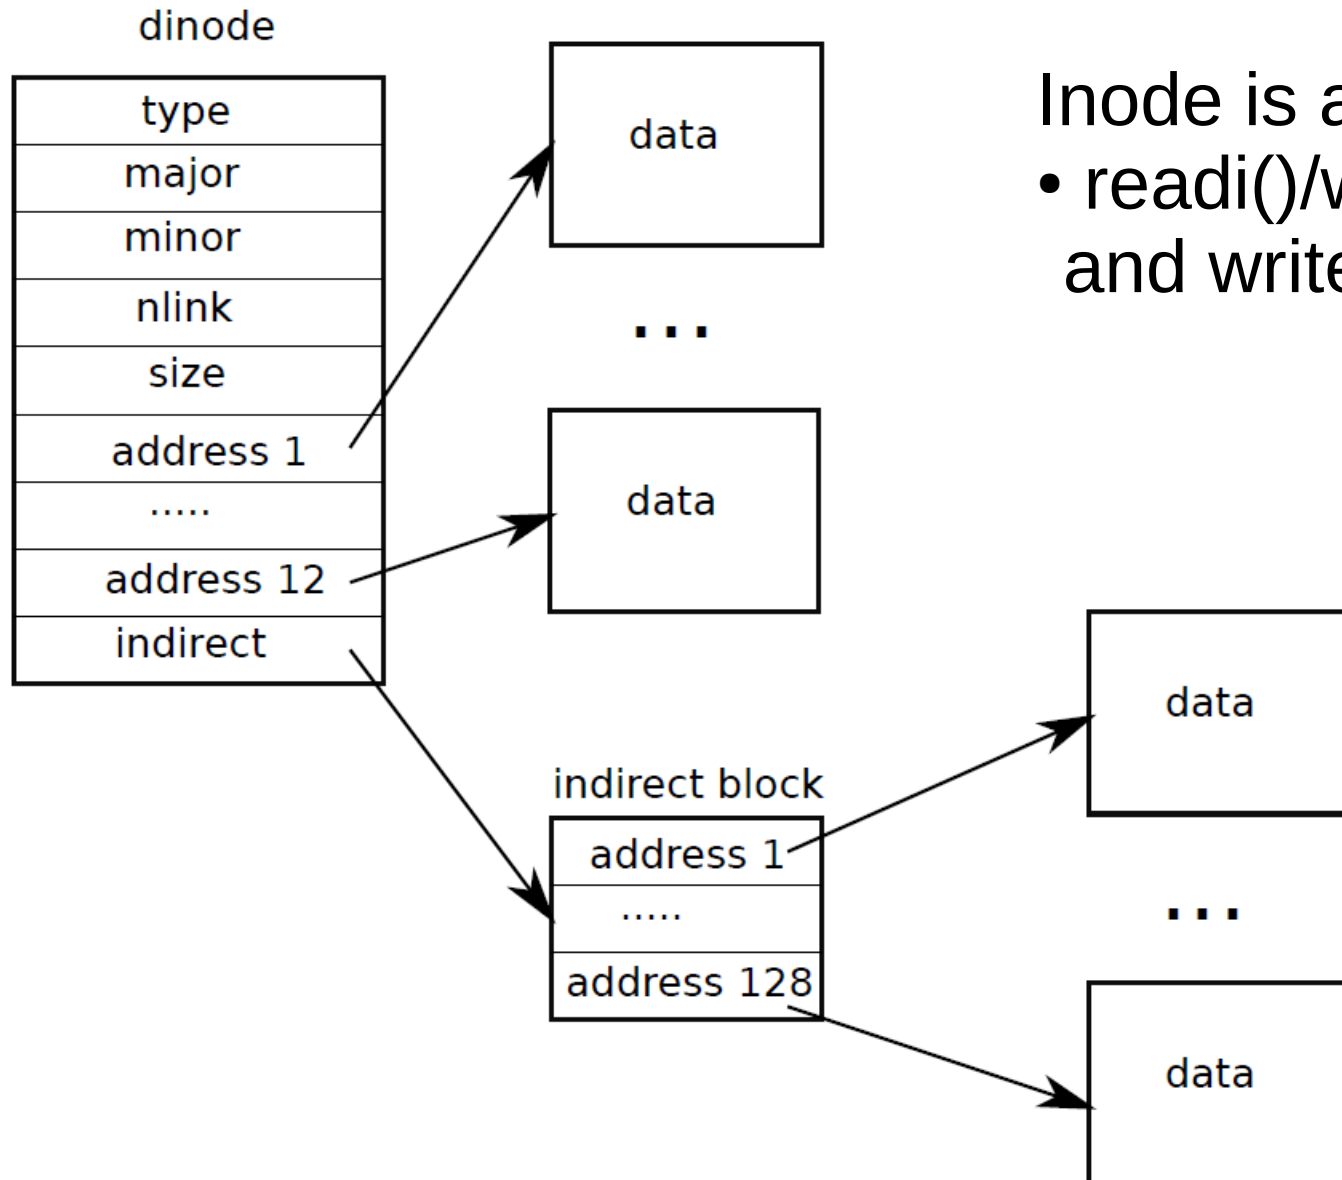 dinode
type
major
minor
nlink
size
address 1
.....
address 12
indirect
data
...
data
indirect block
address 1
.....
address 128
data
...
data
Inode is
• readi()/
and write